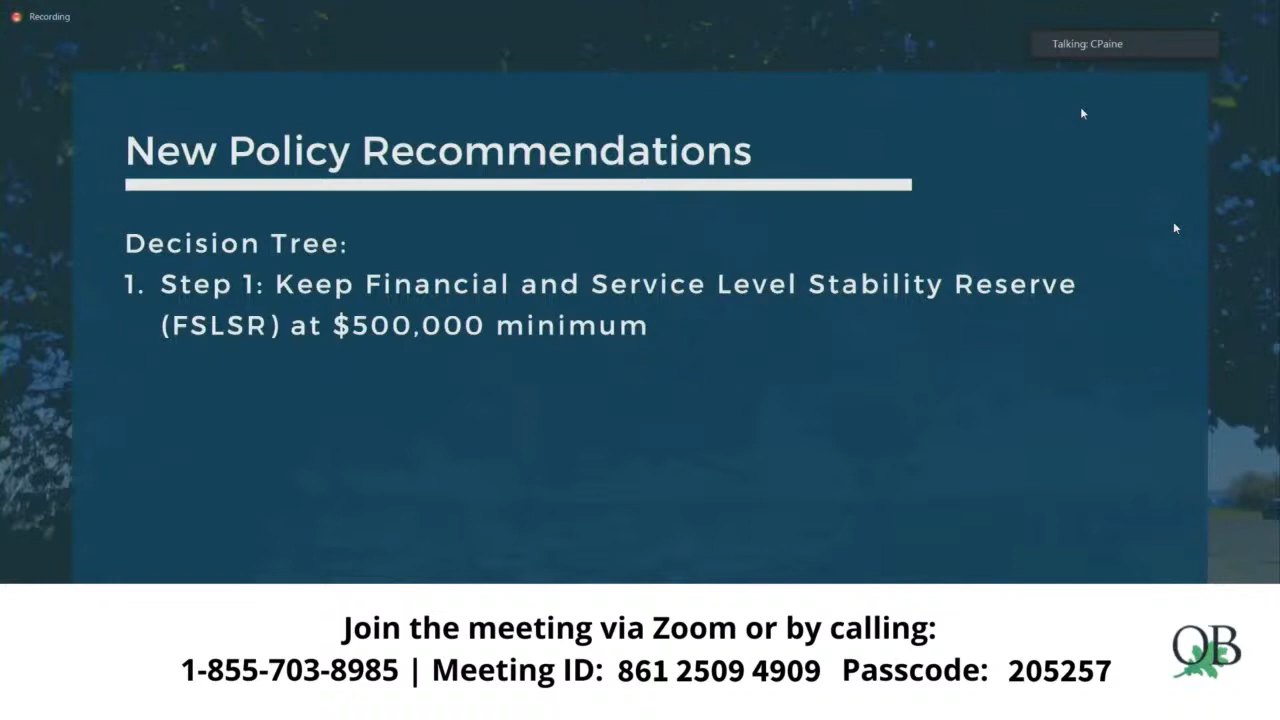 Recording
Talking: CPaine
New Policy Recommendations
Decision Tree:
1. Step 1: Keep Financial and Service Level Stability Reserve
(FSLSR) at $500,000 minimum
Join the meeting via Zoom or by calling:
1-855-703-8985 | Meeting ID: 861 2509 4909 Passcode: 205257
QB